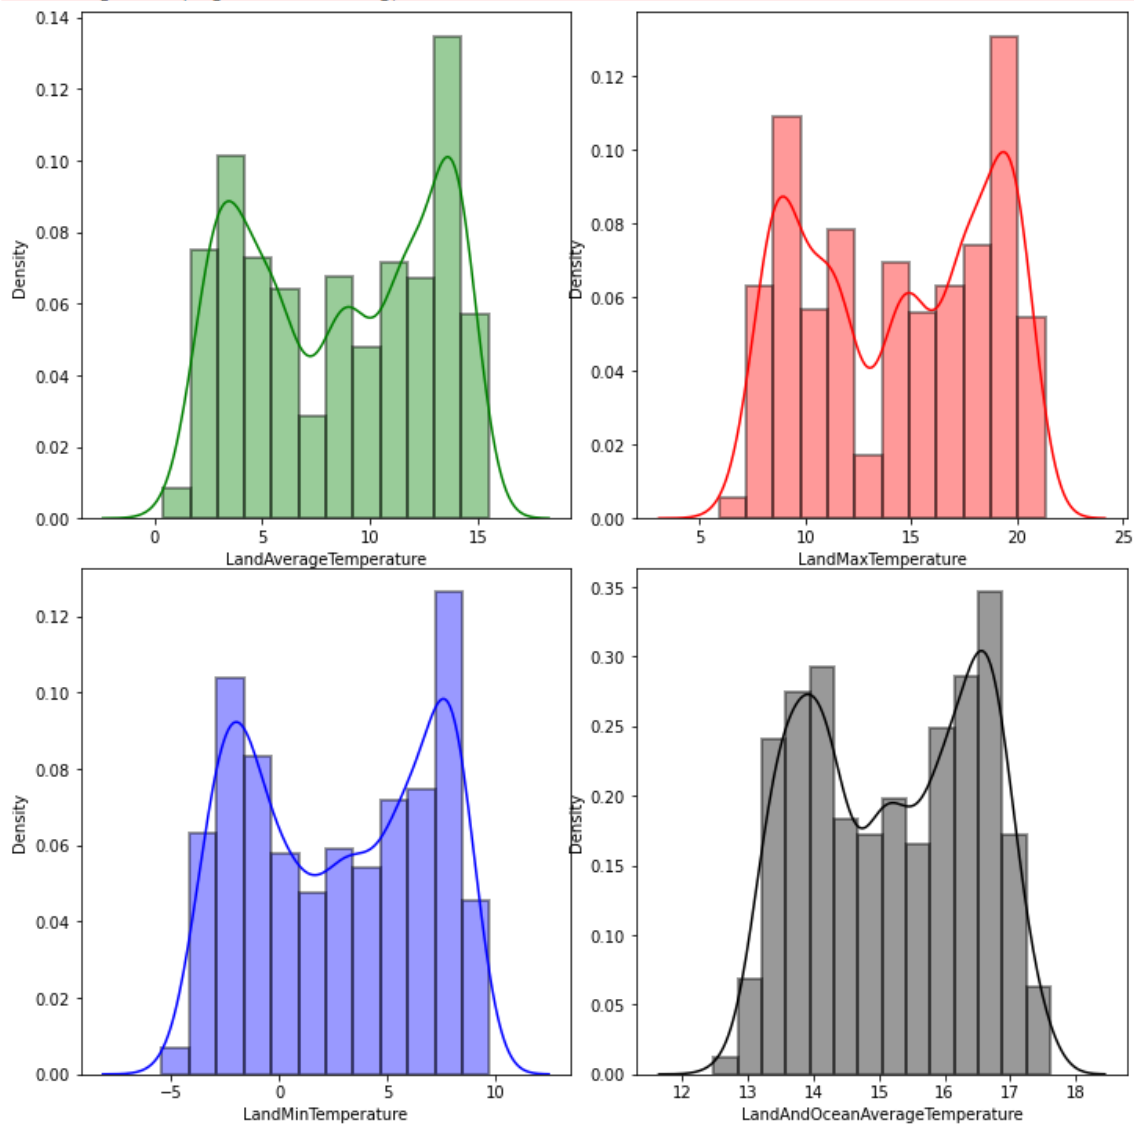 0.14
0.12
0.10
0.08
0.06
0.04
0.02
0.00
Density
0 5 10 15
LandAverageTemperature
0.12
0.10
0.08
0.06
0.04
0.02
0.00
Density
5 10 15 20 25
LandMaxTemperature
0.12
0.10
0.08
0.06
0.04
0.02
0.00
Density
−5 0 5 10
LandMinTemperature
0.35
0.30
0.25
0.20
0.15
0.10
0.05
0.00
Density
12 13 14 15 16 17 18
LandAndOceanAverageTemperature